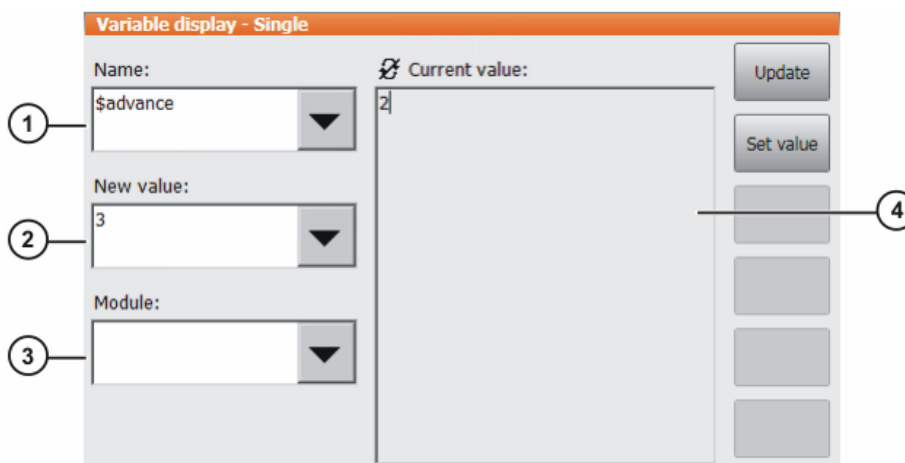 Variable display - Single
Name:
Current value:
Update
$advance
2
1
Set value
New value:
3
2
4
Module:
3